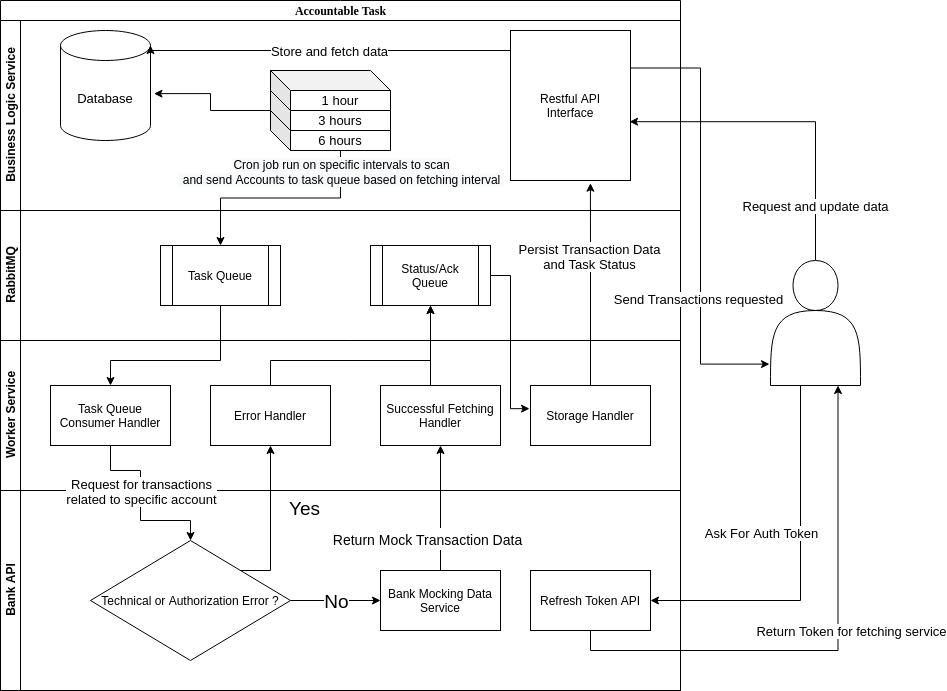 Accountable Task
Business Logic Service
Database
Store and fetch data
1 hour
3 hours
6 hours
Cron job run on specific intervals to scan
and send Accounts to task queue based on fetching interval
Restful API
Interface
Request and update data
RabbitMQ
Task Queue
Status/Ack
Queue
Persist Transaction Data
and Task Status
Send Transactions requested
Worker Service
Task Queue
Consumer Handler
Error Handler
Successful Fetching
Handler
Storage Handler
Bank API
Request for transactions
related to specific account
Yes
Return Mock Transaction Data
Ask For Auth Token
Technical or Authorization Error ?
No
Bank Mocking Data
Service
Refresh Token API
Return Token for fetching service